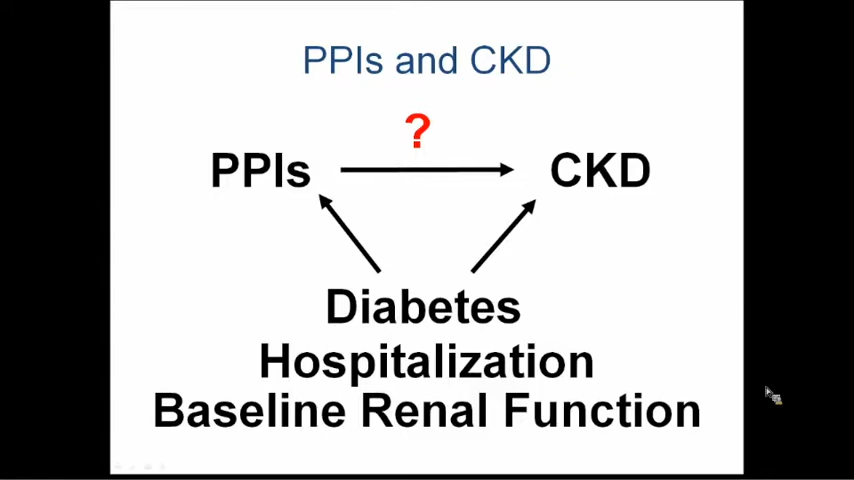 PPIs and CKD
?
PPIs
CKD
Diabetes
Hospitalization
Baseline Renal Function